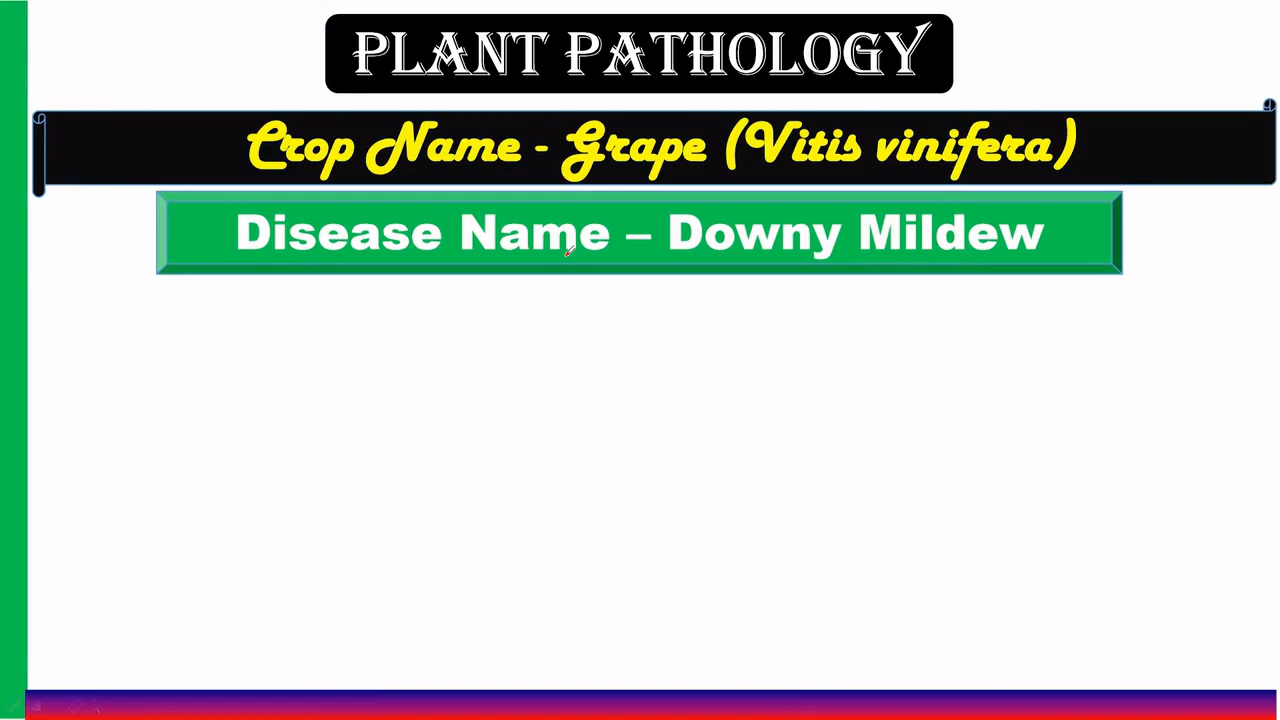 PLANT PATHOLOGY
Crop Name - Grape (Vitis vinifera)
Disease Name – Downy Mildew